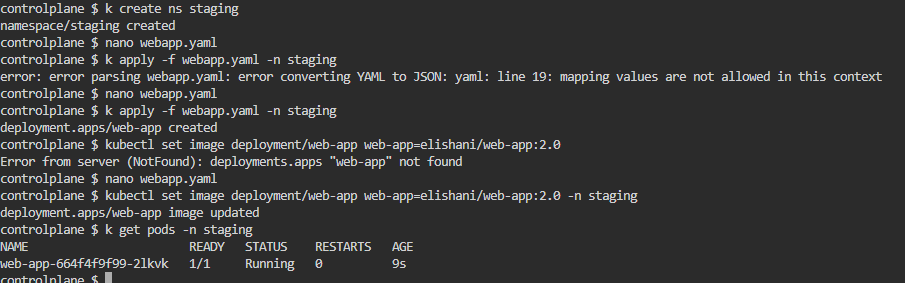 controlplane $ k create ns staging
namespace/staging created
controlplane $ nano webapp.yaml
controlplane $ k apply -f webapp.yaml -n staging
error: error parsing webapp.yaml: error converting YAML to JSON: yaml: line 19: mapping values are not allowed in this context
controlplane $ nano webapp.yaml
controlplane $ k apply -f webapp.yaml -n staging
deployment.apps/web-app created
controlplane $ kubectl set image deployment/web-app web-app=elishani/web-app:2.0
Error from server (NotFound): deployments.apps "web-app" not found
controlplane $ nano webapp.yaml
controlplane $ kubectl set image deployment/web-app web-app=elishani/web-app:2.0 -n staging
deployment.apps/web-app image updated
controlplane $ k get pods -n staging
NAME READY STATUS RESTARTS AGE
web-app-664f4f9f99-2lkvk 1/1 Running 0 9s
controlplane $